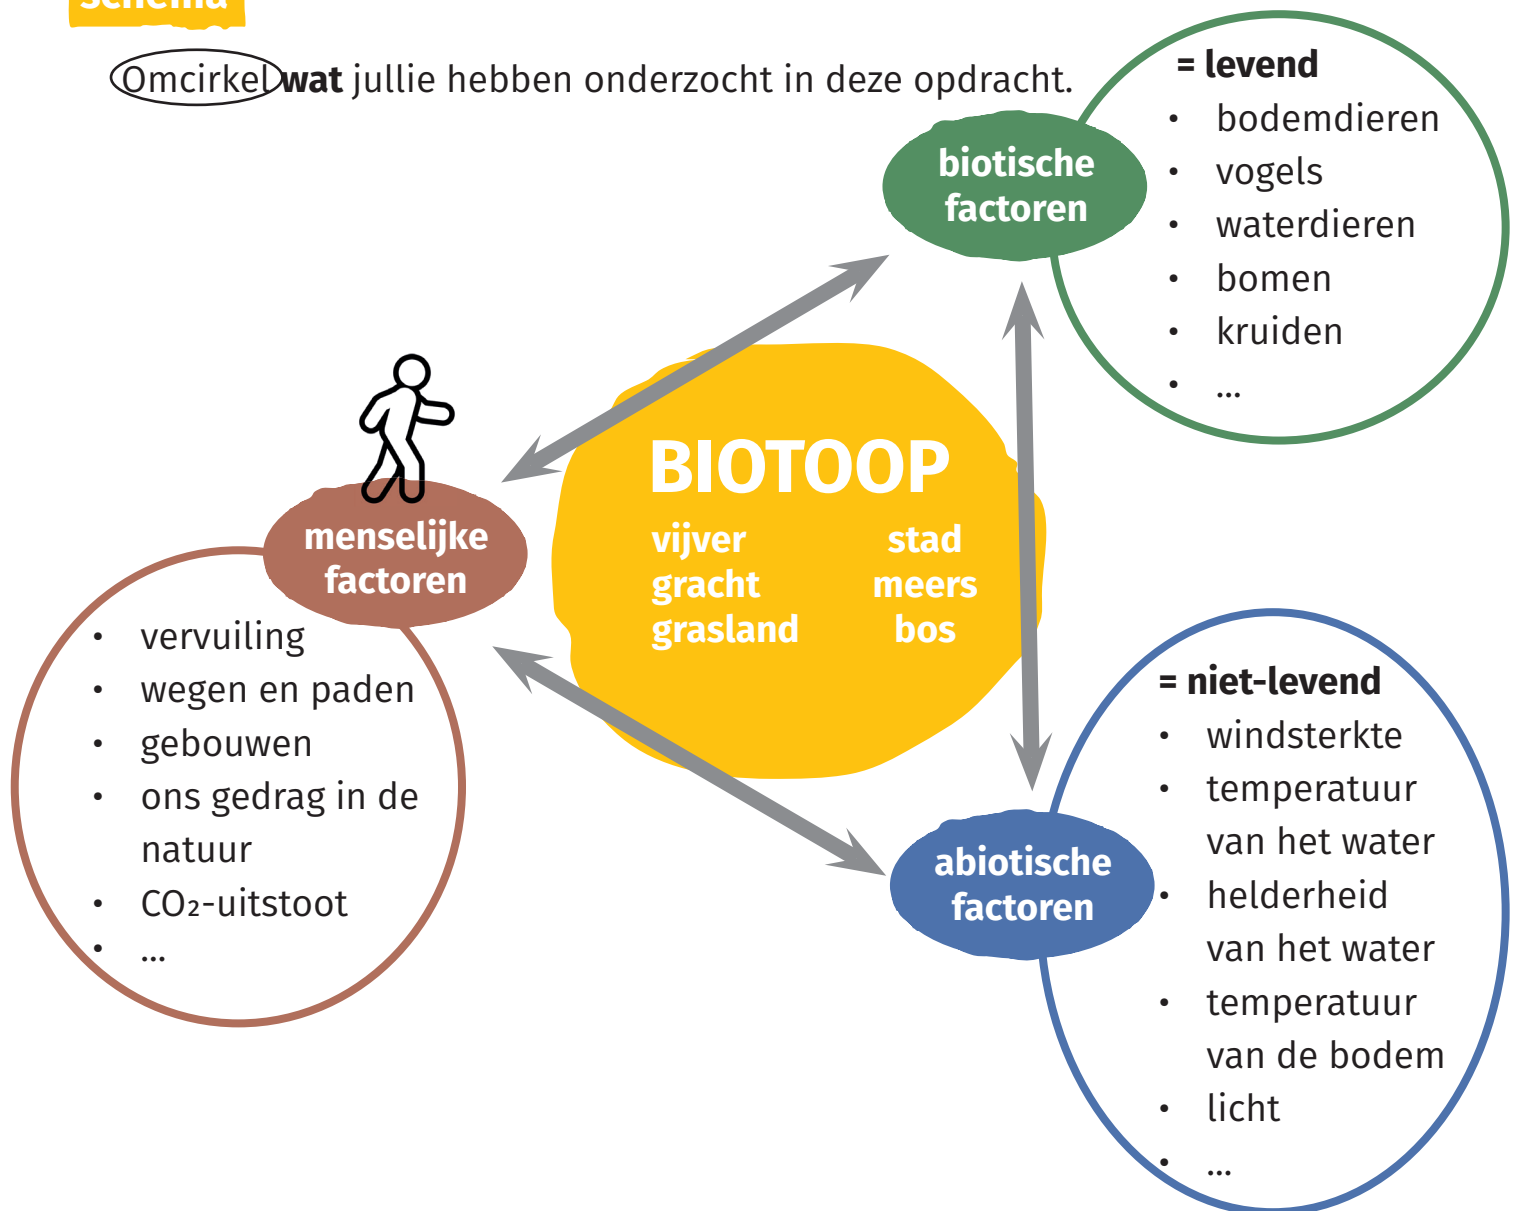 schema
Omcirkel wat jullie hebben onderzocht in deze opdracht.
biotische
factoren
= levend
• bodemdieren
• vogels
• waterdieren
• bomen
• kruiden
• ...
BIOTOOP
vijver stad
gracht meers
grasland bos
menselijke
factoren
• vervuiling
• wegen en paden
• gebouwen
• ons gedrag in de
natuur
• CO₂-uitstoot
• ...
abiotische
factoren
= niet-levend
• windsterkte
• temperatuur
van het water
• helderheid
van het water
• temperatuur
van de bodem
• licht
• ...